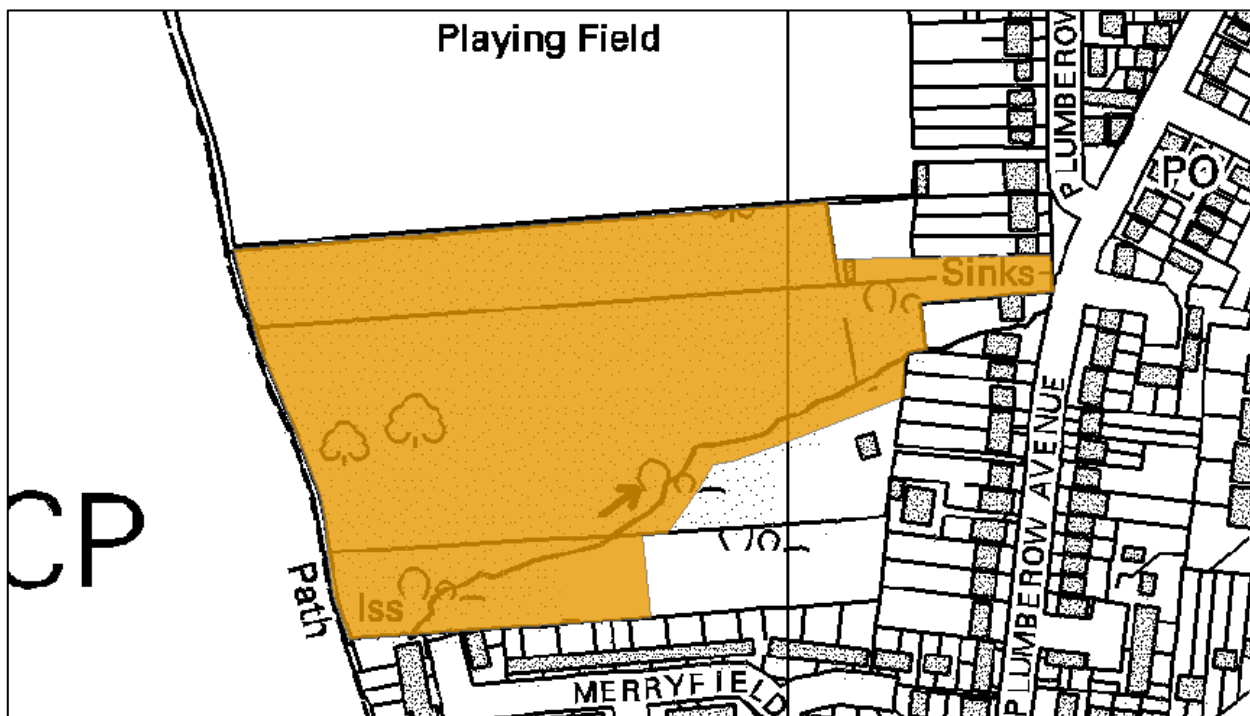 Playing Field
PLUMBEROW
PO
Sinks
PLUMBEROW AVENUE
CP
Path
Iss
MERRYFIELD